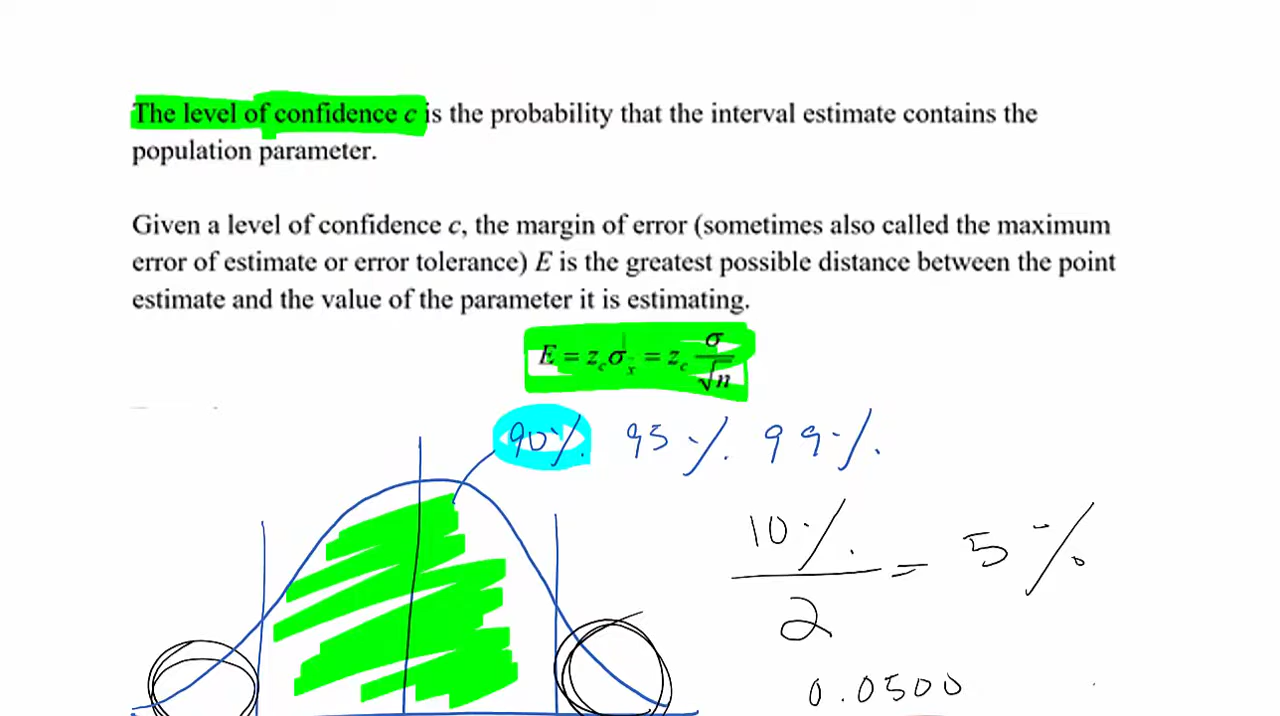 The level of confidence c is the probability that the interval estimate contains the
population parameter.
Given a level of confidence c, the margin of error (sometimes also called the maximum
error of estimate or error tolerance) E is the greatest possible distance between the point
estimate and the value of the parameter it is estimating.
E = z_c σ_x̄ = z_c σ/√n
90% 95% 99%
10%/2 = 5%
0.0500